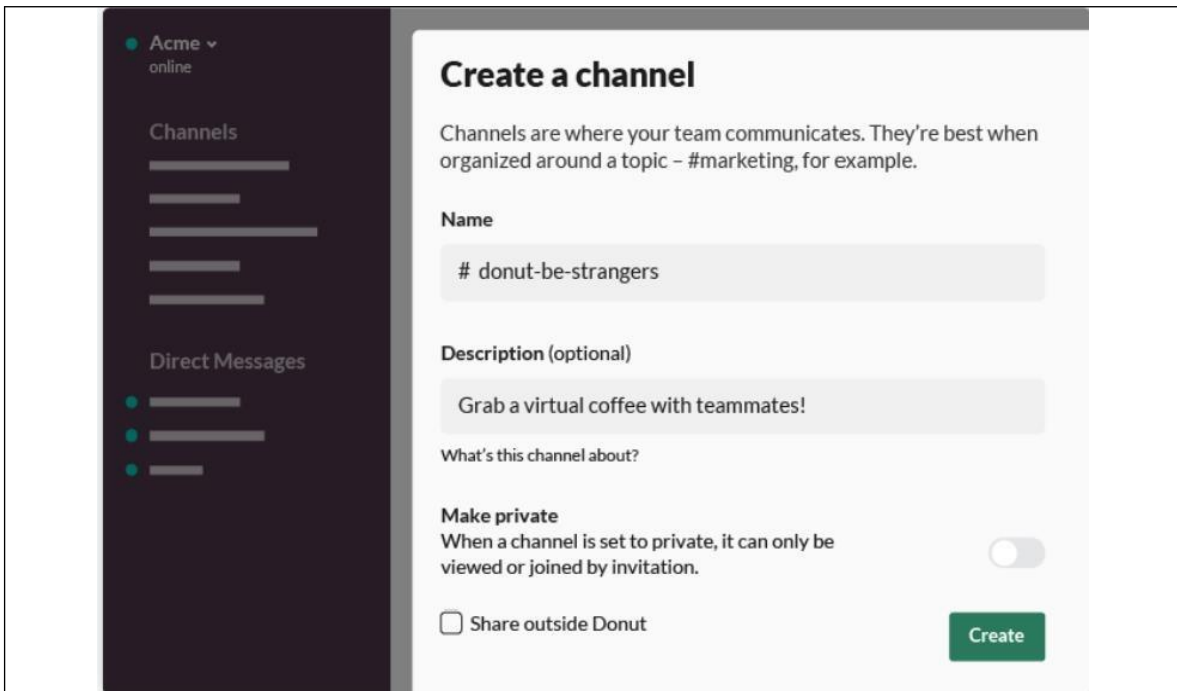 Acme
online
Channels
Direct Messages
Create a channel
Channels are where your team communicates. They’re best when
organized around a topic – #marketing, for example.
Name
# donut-be-strangers
Description (optional)
Grab a virtual coffee with teammates!
What’s this channel about?
Make private
When a channel is set to private, it can only be
viewed or joined by invitation.
Share outside Donut
Create